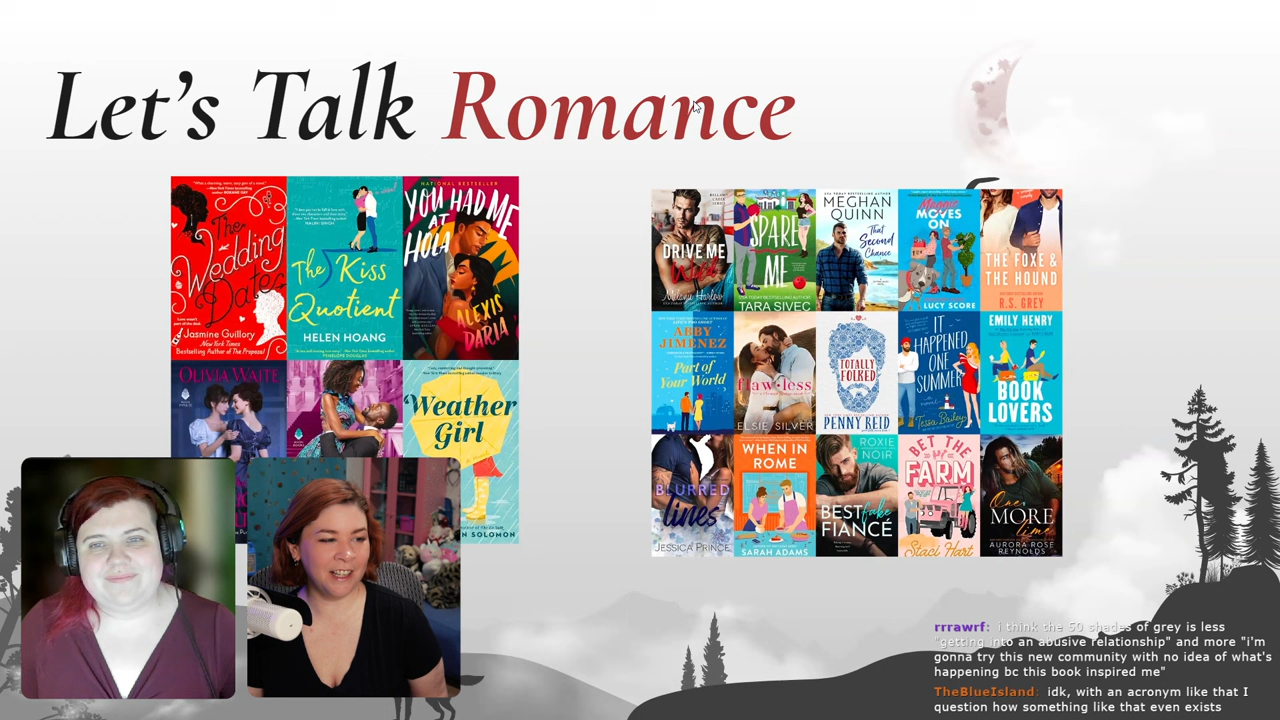 Let's Talk Romance
The
Wedding
Date
Jasmine Guillory
New York Times
Bestselling Author of The Proposal
The Kiss
Quotient
HELEN HOANG
NATIONAL BESTSELLER
YOU HAD ME
AT
HOLA
ALEXIS
DARIA
OLIVIA WAITE
Weather
Girl
N SOLOMON
DRIVE ME
Wild
Melanie Harlow
SPARE
ME
TARA SIVEC
MEGHAN
QUINN
That
Second
Chance
Maggie
MOVES
ON
LUCY SCORE
THE FOXE &
THE HOUND
R.S. GREY
ABBY
JIMENEZ
Part of
Your World
flawless
ELSIE SILVER
TOTALLY
FOLKED
PENNY REID
IT
HAPPENED
ONE
SUMMER
Tessa Bailey
EMILY HENRY
BOOK
LOVERS
BLURRED
lines
JESSICA PRINCE
WHEN IN
ROME
SARAH ADAMS
ROXIE
NOIR
BEST fake
FIANCÉ
BET THE
FARM
Staci Hart
One
MORE
time
AURORA ROSE
REYNOLDS
rrrawrf: i think the 50 shades of grey is less
"getting into an abusive relationship" and more "i'm
gonna try this new community with no idea of what's
happening bc this book inspired me"
TheBlueIsland: idk, with an acronym like that I
question how something like that even exists